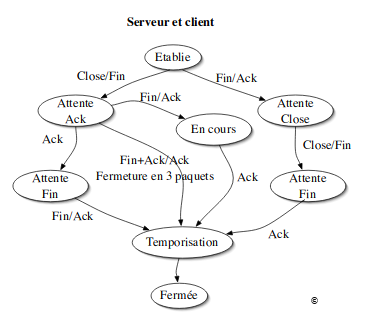 Serveur et client
Etablie
Close/Fin
Fin/Ack
Attente
Ack
Fin/Ack
Attente
Close
En cours
Ack
Close/Fin
Fin+Ack/Ack
Fermeture en 3 paquets
Attente
Fin
Ack
Attente
Fin
Fin/Ack
Ack
Temporisation
Fermée
©